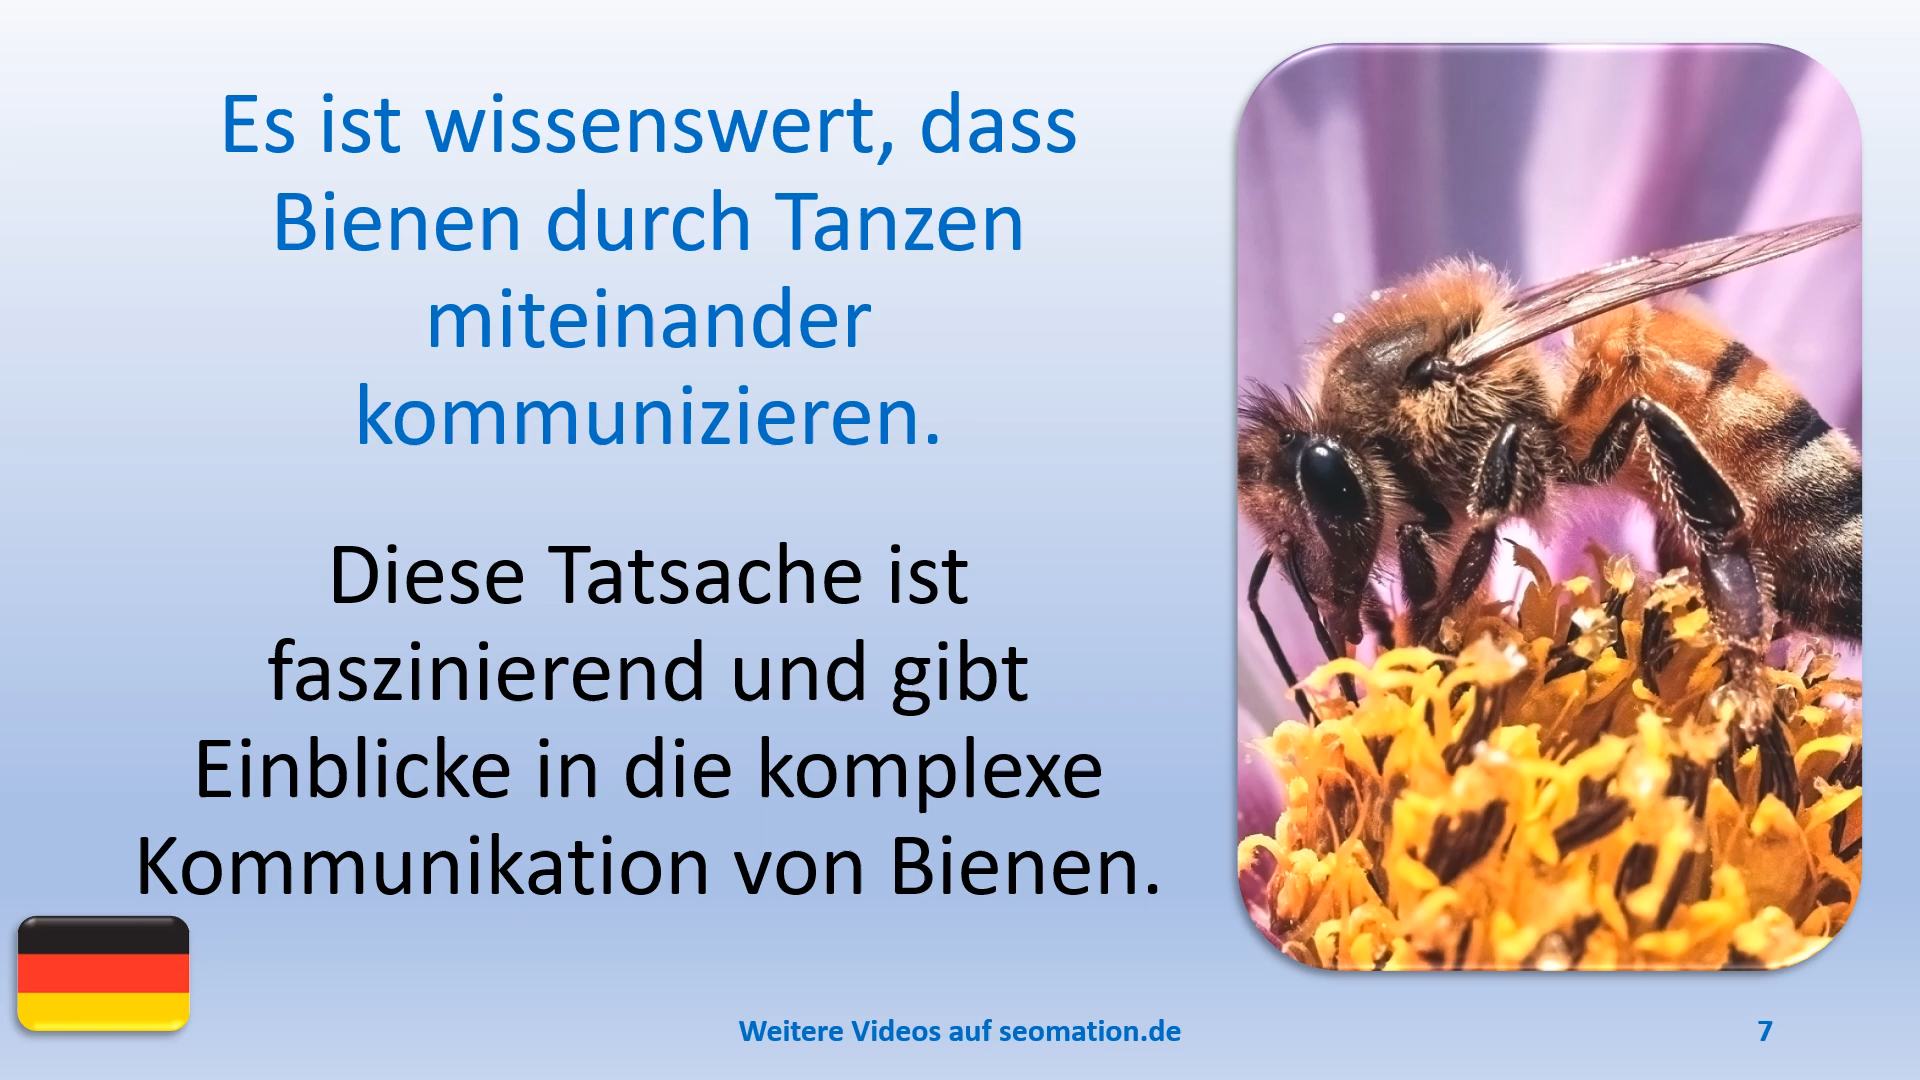 Es ist wissenswert, dass
Bienen durch Tanzen
miteinander
kommunizieren.
Diese Tatsache ist
faszinierend und gibt
Einblicke in die komplexe
Kommunikation von Bienen.
Weitere Videos auf seomation.de
7